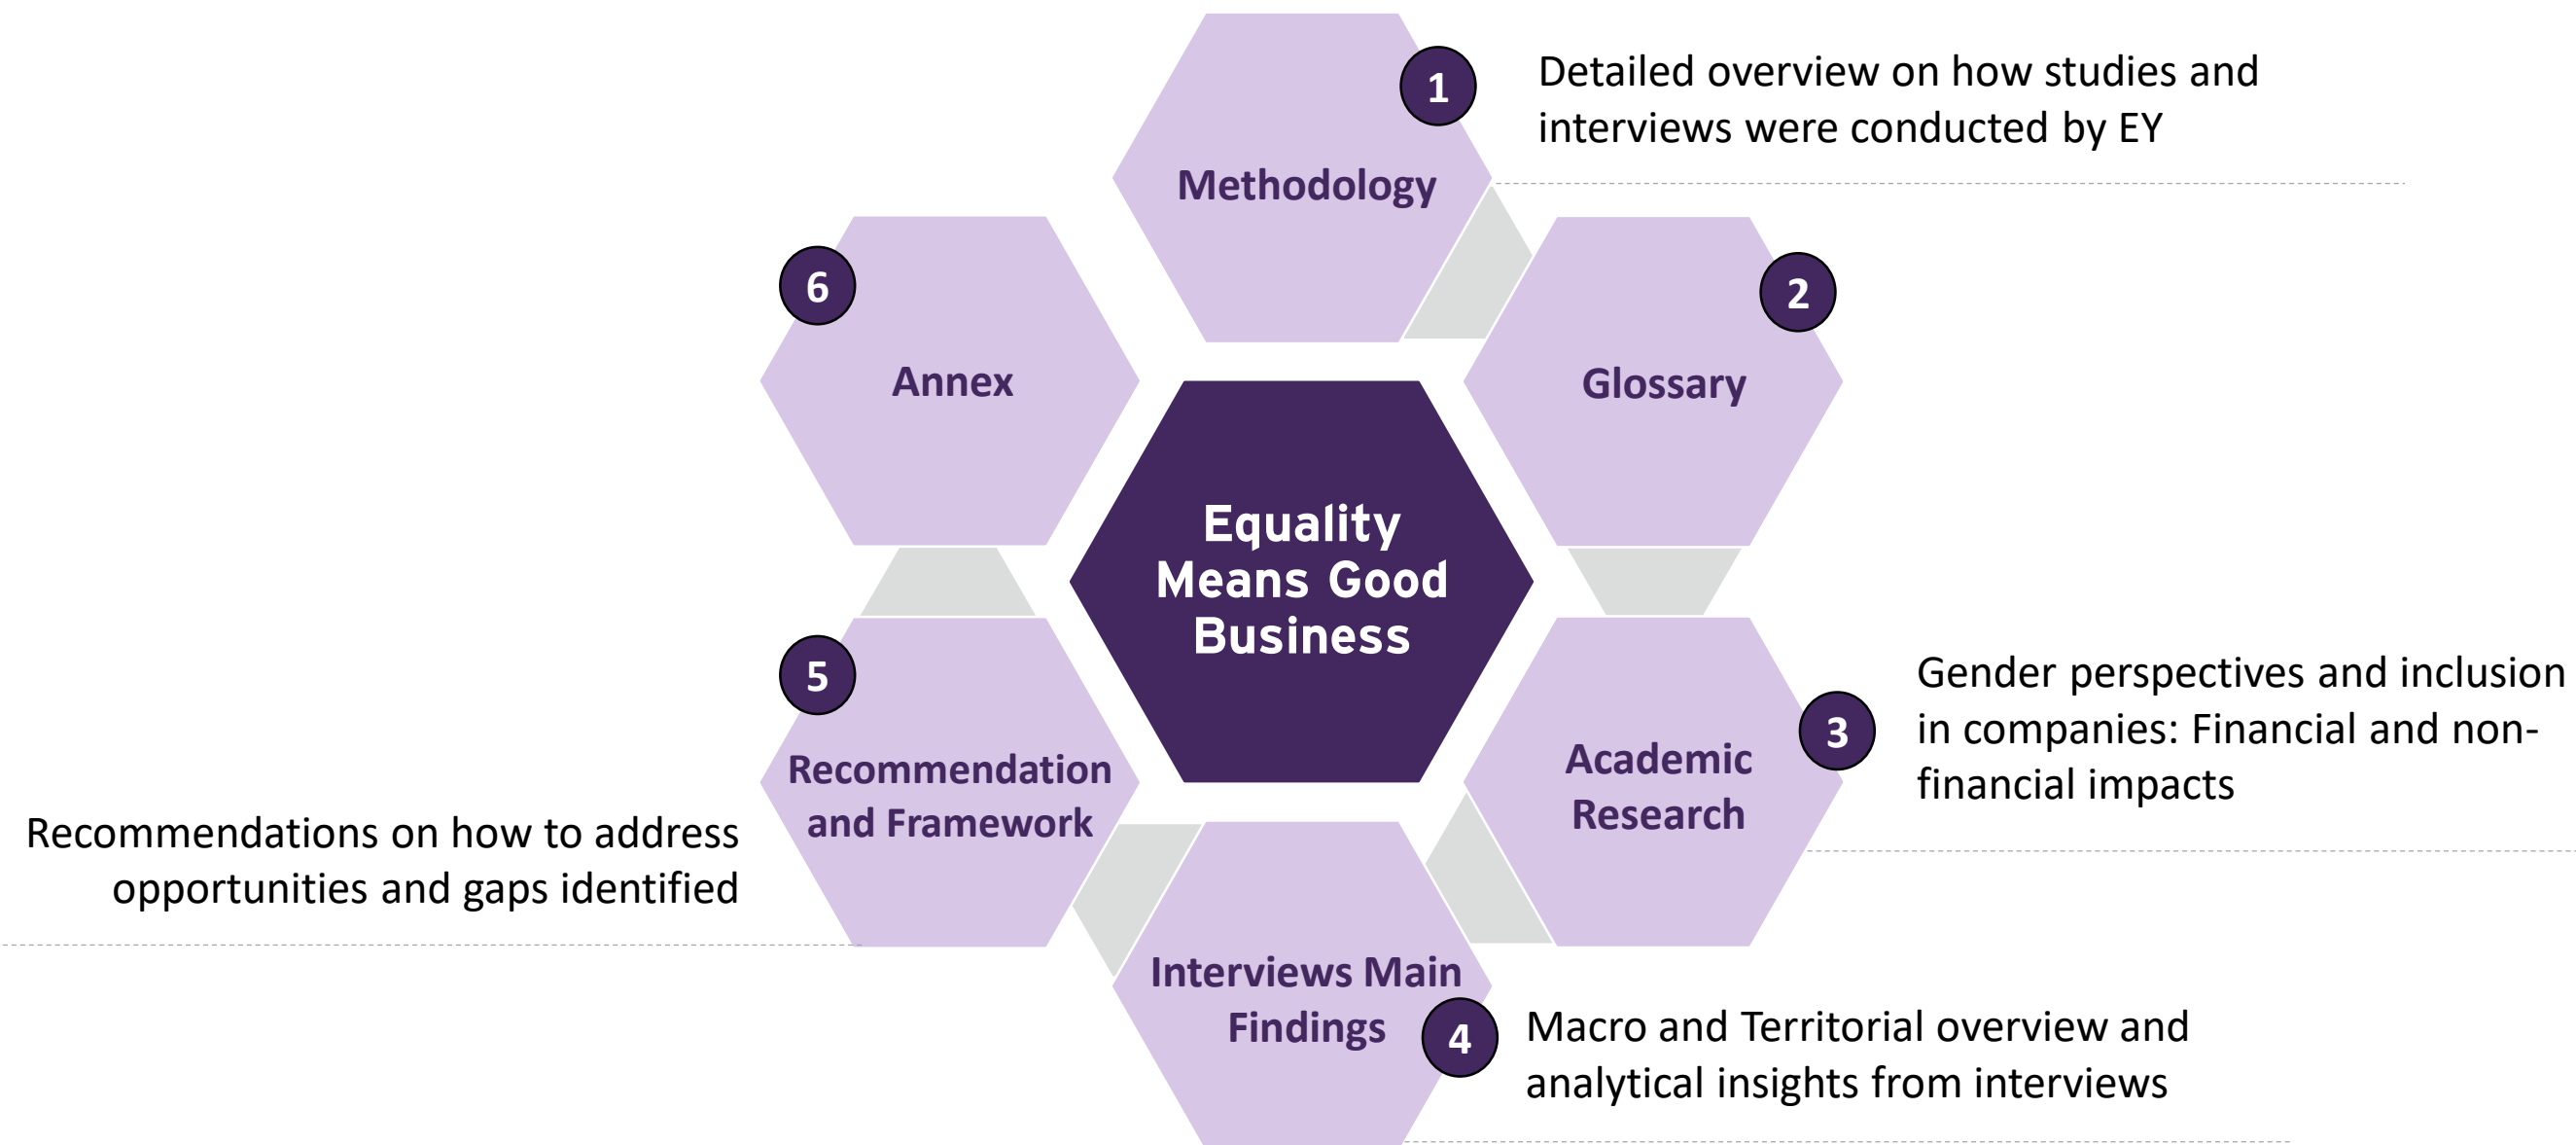 1
Detailed overview on how studies and
interviews were conducted by EY
Methodology
6
2
Annex
Glossary
Equality
Means Good
Business
5
3
Gender perspectives and inclusion
in companies: Financial and non-
financial impacts
Academic
Research
Recommendation
and Framework
Recommendations on how to address
opportunities and gaps identified
Interviews Main
Findings
4
Macro and Territorial overview and
analytical insights from interviews